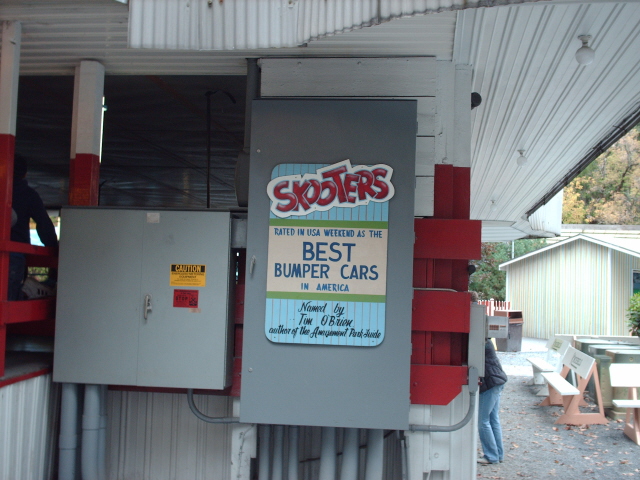 SKOOTERS
RATED IN USA WEEKEND AS THE
BEST
BUMPER CARS
IN AMERICA
Named by
Tim O'Brien
author of the Amusement Park Guide
CAUTION